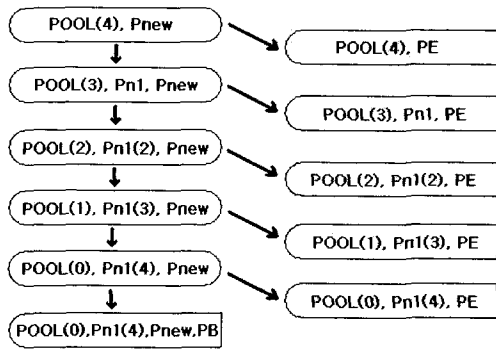 POOL(4), Pnew
POOL(4), PE
POOL(3), Pn1, Pnew
POOL(3), Pn1, PE
POOL(2), Pn1(2), Pnew
POOL(2), Pn1(2), PE
POOL(1), Pn1(3), Pnew
POOL(1), Pn1(3), PE
POOL(0), Pn1(4), Pnew
POOL(0), Pn1(4), PE
POOL(0),Pn1(4),Pnew,PB